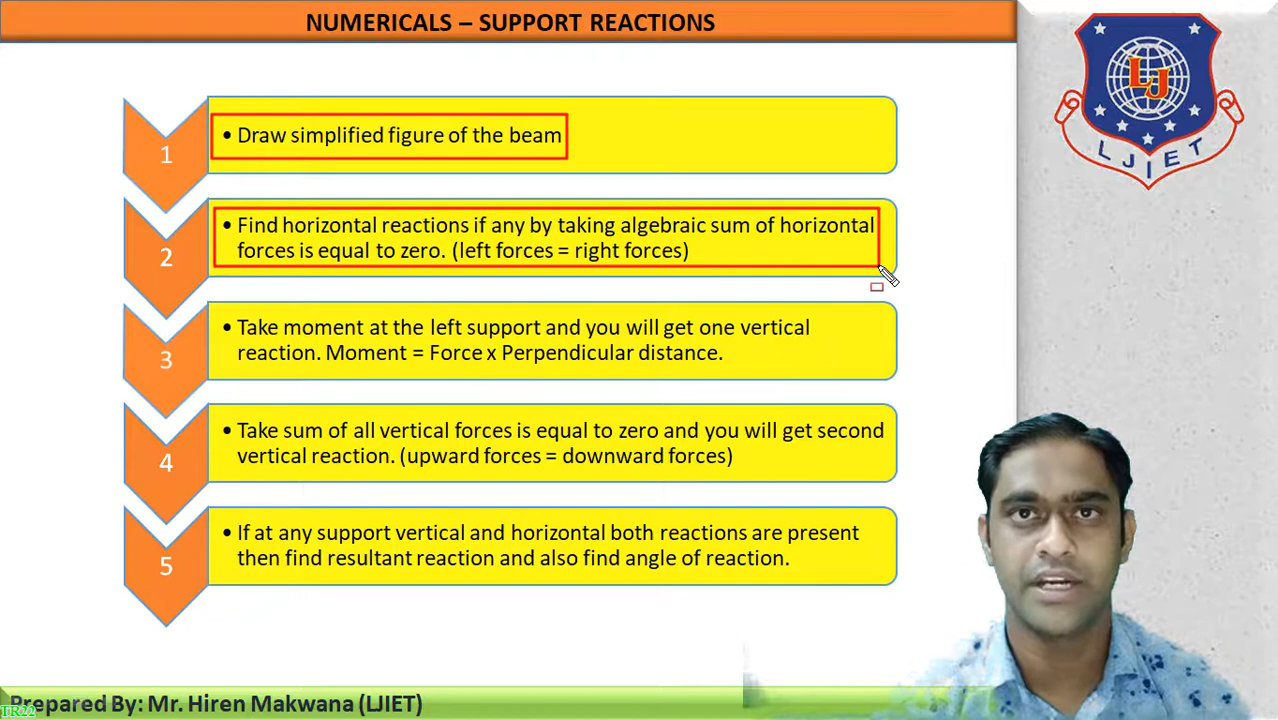 NUMERICALS – SUPPORT REACTIONS
1
• Draw simplified figure of the beam
2
• Find horizontal reactions if any by taking algebraic sum of horizontal
forces is equal to zero. (left forces = right forces)
3
• Take moment at the left support and you will get one vertical
reaction. Moment = Force x Perpendicular distance.
4
• Take sum of all vertical forces is equal to zero and you will get second
vertical reaction. (upward forces = downward forces)
5
• If at any support vertical and horizontal both reactions are present
then find resultant reaction and also find angle of reaction.
LJ
LJIET
Prepared By: Mr. Hiren Makwana (LJIET)
TR22